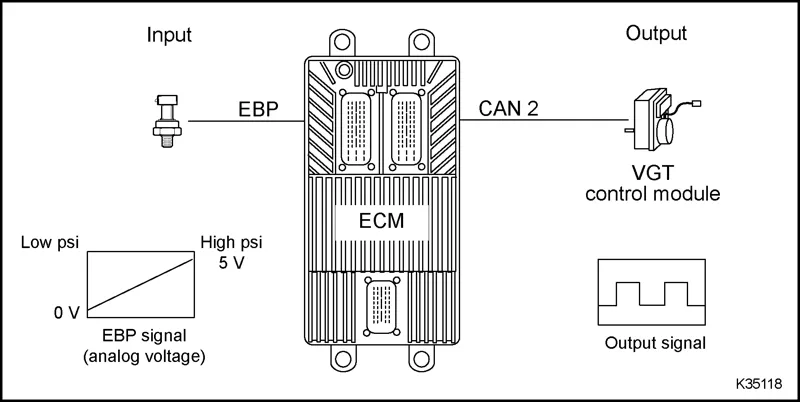 Input
Output
EBP
CAN 2
VGT
control module
ECM
Low psi
High psi
5 V
0 V
EBP signal
(analog voltage)
Output signal
K35118